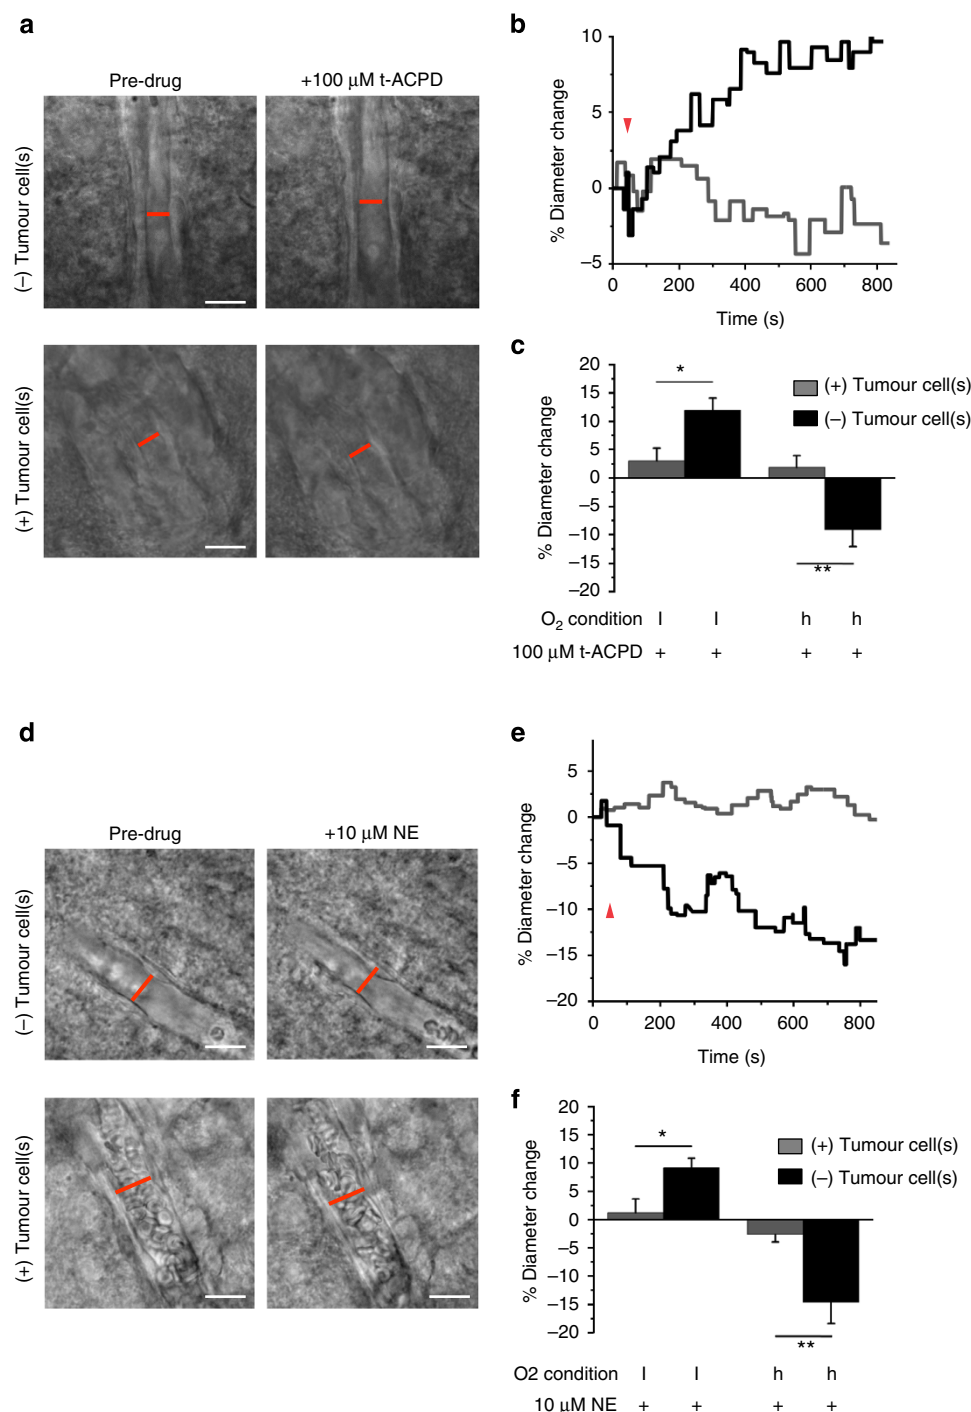 a
Pre-drug
+100 μM t-ACPD
(–) Tumour cell(s)
(+) Tumour cell(s)
b
% Diameter change
10
5
0
–5
0 200 400 600 800
Time (s)
c
% Diameter change
20
15
10
5
0
–5
–10
–15
–20
*
**
(+) Tumour cell(s)
(–) Tumour cell(s)
O2 condition l l h h
100 μM t-ACPD + + + +
d
Pre-drug
+10 μM NE
(–) Tumour cell(s)
(+) Tumour cell(s)
e
% Diameter change
5
0
–5
–10
–15
–20
0 200 400 600 800
Time (s)
f
% Diameter change
20
15
10
5
0
–5
–10
–15
–20
*
**
(+) Tumour cell(s)
(–) Tumour cell(s)
O2 condition l l h h
10 μM NE + + + +